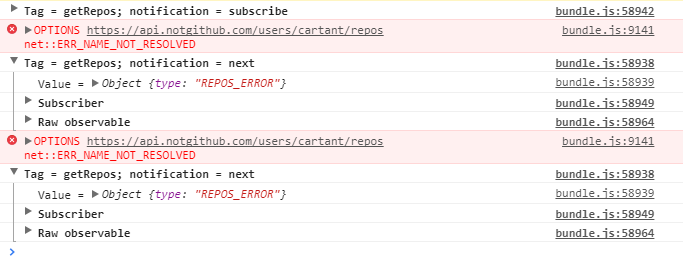 Tag = getRepos; notification = subscribe bundle.js:58942
OPTIONS https://api.notgithub.com/users/cartant/repos bundle.js:9141
net::ERR_NAME_NOT_RESOLVED
Tag = getRepos; notification = next bundle.js:58938
Value = Object {type: "REPOS_ERROR"} bundle.js:58939
Subscriber bundle.js:58949
Raw observable bundle.js:58964
OPTIONS https://api.notgithub.com/users/cartant/repos bundle.js:9141
net::ERR_NAME_NOT_RESOLVED
Tag = getRepos; notification = next bundle.js:58938
Value = Object {type: "REPOS_ERROR"} bundle.js:58939
Subscriber bundle.js:58949
Raw observable bundle.js:58964